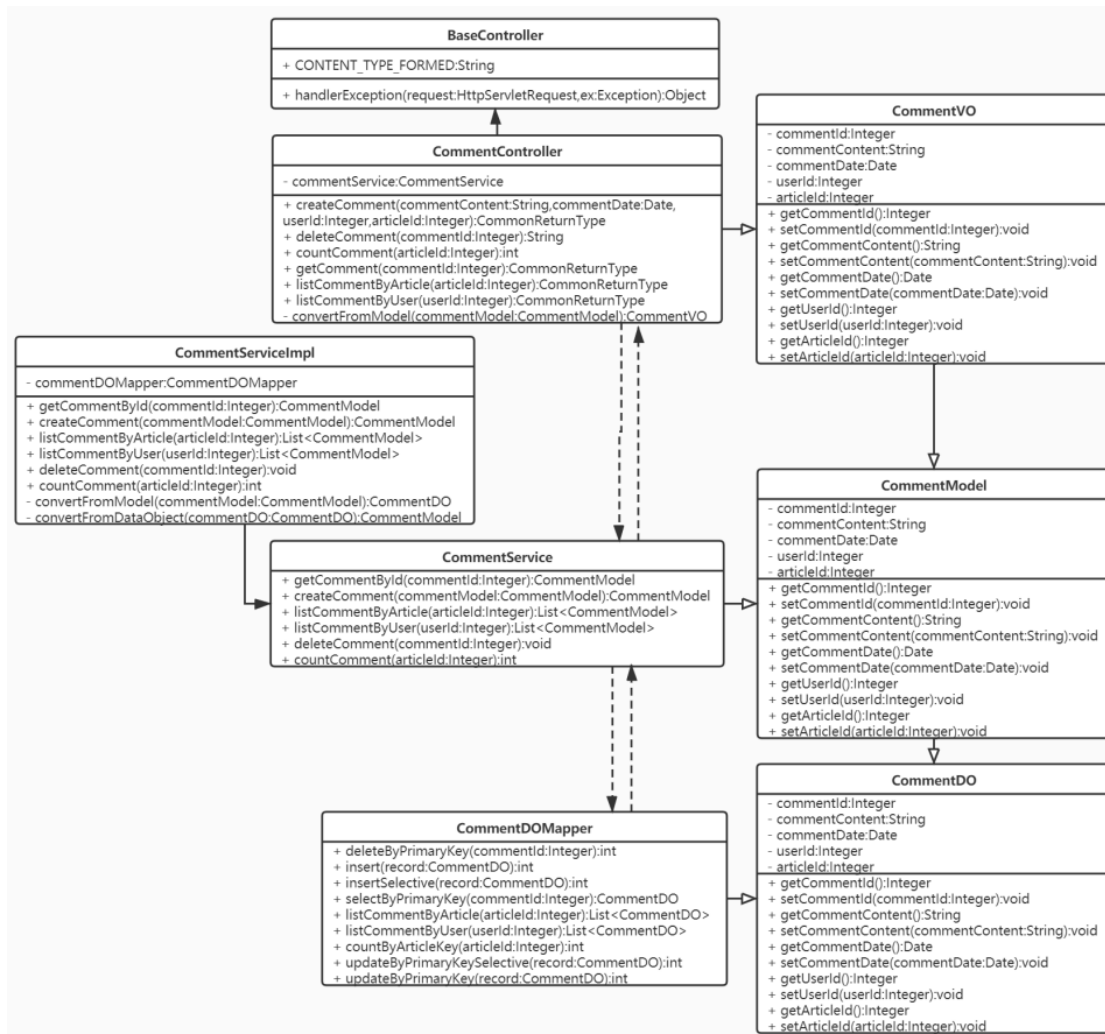 BaseController
+ CONTENT_TYPE_FORMED:String
+ handlerException(request:HttpServletRequest,ex:Exception):Object
CommentController
- commentService:CommentService
+ createComment(commentContent:String,commentDate:Date,
userId:Integer,articleId:Integer):CommonReturnType
+ deleteComment(commentId:Integer):String
+ countComment(articleId:Integer):int
+ getComment(commentId:Integer):CommonReturnType
+ listCommentByArticle(articleId:Integer):CommonReturnType
+ listCommentByUser(userId:Integer):CommonReturnType
- convertFromModel(commentModel:CommentModel):CommentVO
CommentVO
- commentId:Integer
- commentContent:String
- commentDate:Date
- userId:Integer
- articleId:Integer
+ getCommentId():Integer
+ setCommentId(commentId:Integer):void
+ getCommentContent():String
+ setCommentContent(commentContent:String):void
+ getCommentDate():Date
+ setCommentDate(commentDate:Date):void
+ getUserId():Integer
+ setUserId(userId:Integer):void
+ getArticleId():Integer
+ setArticleId(articleId:Integer):void
CommentServiceImpl
- commentDOMapper:CommentDOMapper
+ getCommentById(commentId:Integer):CommentModel
+ createComment(commentModel:CommentModel):CommentModel
+ listCommentByArticle(articleId:Integer):List<CommentModel>
+ listCommentByUser(userId:Integer):List<CommentModel>
+ deleteComment(commentId:Integer):void
+ countComment(articleId:Integer):int
- convertFromModel(commentModel:CommentModel):CommentDO
- convertFromDataObject(commentDO:CommentDO):CommentModel
CommentService
+ getCommentById(commentId:Integer):CommentModel
+ createComment(commentModel:CommentModel):CommentModel
+ listCommentByArticle(articleId:Integer):List<CommentModel>
+ listCommentByUser(userId:Integer):List<CommentModel>
+ deleteComment(commentId:Integer):void
+ countComment(articleId:Integer):int
CommentModel
- commentId:Integer
- commentContent:String
- commentDate:Date
- userId:Integer
- articleId:Integer
+ getCommentId():Integer
+ setCommentId(commentId:Integer):void
+ getCommentContent():String
+ setCommentContent(commentContent:String):void
+ getCommentDate():Date
+ setCommentDate(commentDate:Date):void
+ getUserId():Integer
+ setUserId(userId:Integer):void
+ getArticleId():Integer
+ setArticleId(articleId:Integer):void
CommentDOMapper
+ deleteByPrimaryKey(commentId:Integer):int
+ insert(record:CommentDO):int
+ insertSelective(record:CommentDO):int
+ selectByPrimaryKey(commentId:Integer):CommentDO
+ listCommentByArticle(articleId:Integer):List<CommentDO>
+ listCommentByUser(userId:Integer):List<CommentDO>
+ countByArticleKey(articleId:Integer):int
+ updateByPrimaryKeySelective(record:CommentDO):int
+ updateByPrimaryKey(record:CommentDO):int
CommentDO
- commentId:Integer
- commentContent:String
- commentDate:Date
- userId:Integer
- articleId:Integer
+ getCommentId():Integer
+ setCommentId(commentId:Integer):void
+ getCommentContent():String
+ setCommentContent(commentContent:String):void
+ getCommentDate():Date
+ setCommentDate(commentDate:Date):void
+ getUserId():Integer
+ setUserId(userId:Integer):void
+ getArticleId():Integer
+ setArticleId(articleId:Integer):void